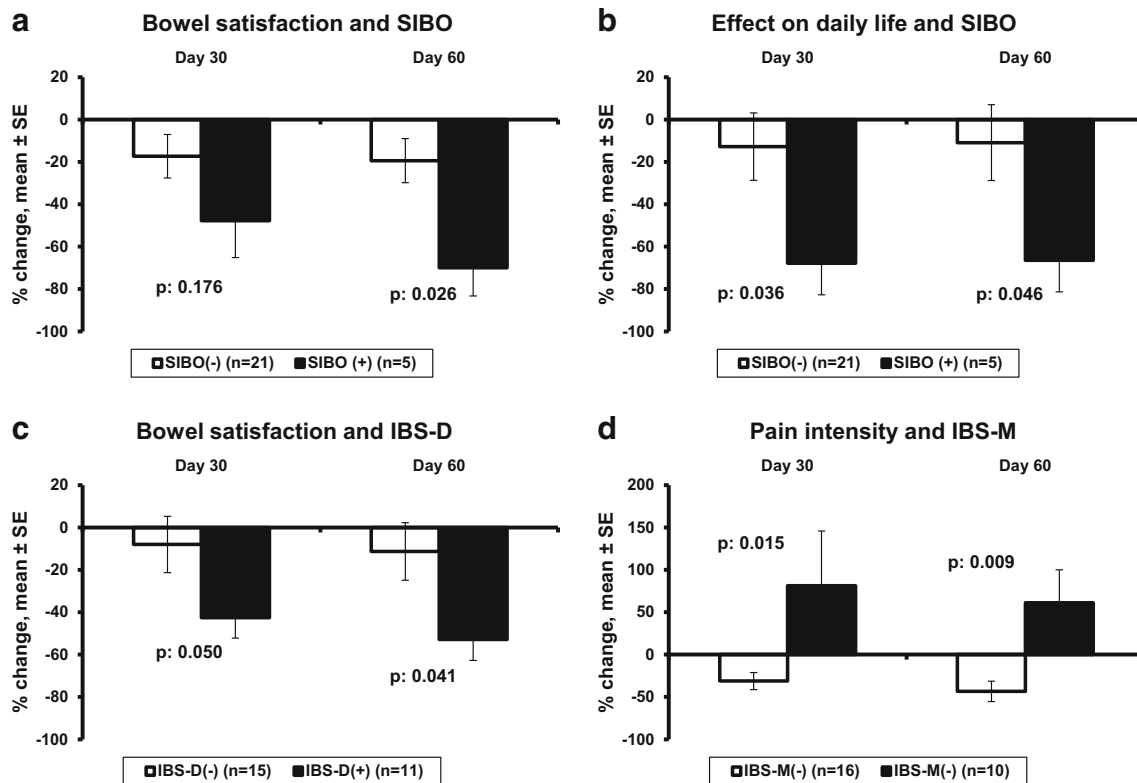 a Bowel satisfaction and SIBO
Day 30 Day 60
20
0
-20
-40
-60
-80
-100
% change, mean ± SE
p: 0.176
p: 0.026
SIBO(-) (n=21) SIBO (+) (n=5)
b Effect on daily life and SIBO
Day 30 Day 60
20
0
-20
-40
-60
-80
-100
% change, mean ± SE
p: 0.036
p: 0.046
SIBO(-) (n=21) SIBO (+) (n=5)
c Bowel satisfaction and IBS-D
Day 30 Day 60
20
0
-20
-40
-60
-80
-100
% change, mean ± SE
p: 0.050
p: 0.041
IBS-D(-) (n=15) IBS-D(+) (n=11)
d Pain intensity and IBS-M
Day 30 Day 60
200
150
100
50
0
-50
-100
% change, mean ± SE
p: 0.015
p: 0.009
IBS-M(-) (n=16) IBS-M(-) (n=10)